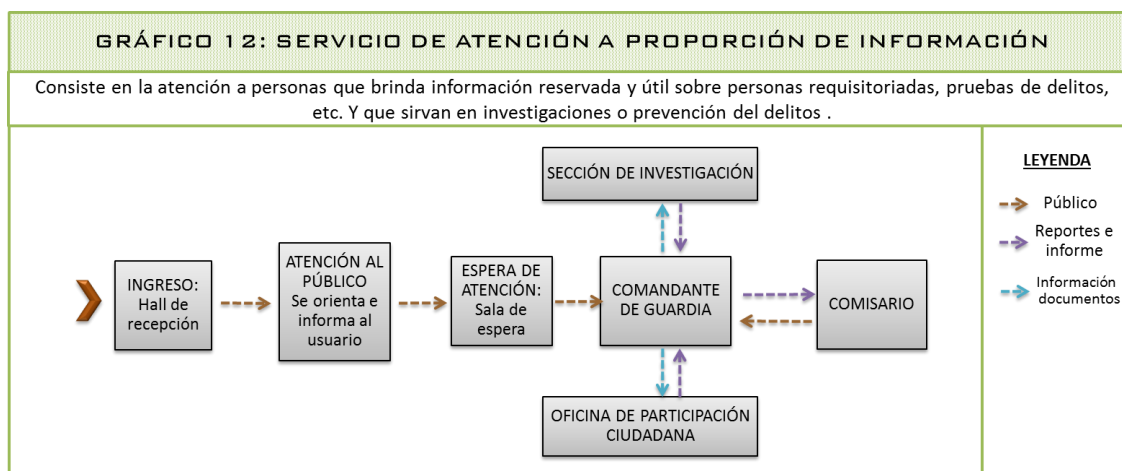 GRÁFICO 12: SERVICIO DE ATENCIÓN A PROPORCIÓN DE INFORMACIÓN
Consiste en la atención a personas que brinda información reservada y útil sobre personas requisitoriadas, pruebas de delitos,
etc. Y que sirvan en investigaciones o prevención del delitos .
SECCIÓN DE INVESTIGACIÓN
INGRESO:
Hall de
recepción
ATENCIÓN AL
PÚBLICO
Se orienta e
informa al
usuario
ESPERA DE
ATENCIÓN:
Sala de
espera
COMANDANTE
DE GUARDIA
COMISARIO
OFICINA DE PARTICIPACIÓN
CIUDADANA
LEYENDA
Público
Reportes e
informe
Información
documentos